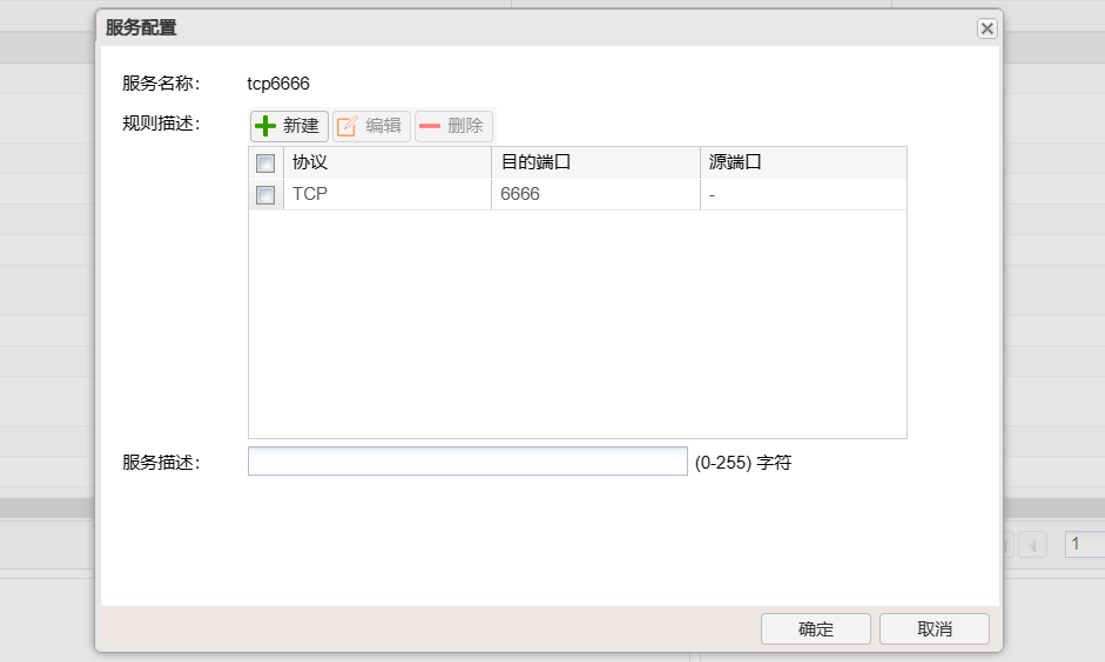 服务配置
服务名称: tcp6666
规则描述: 新建 编辑 删除
协议 目的端口 源端口
TCP 6666 -
服务描述: (0-255) 字符
1
确定 取消